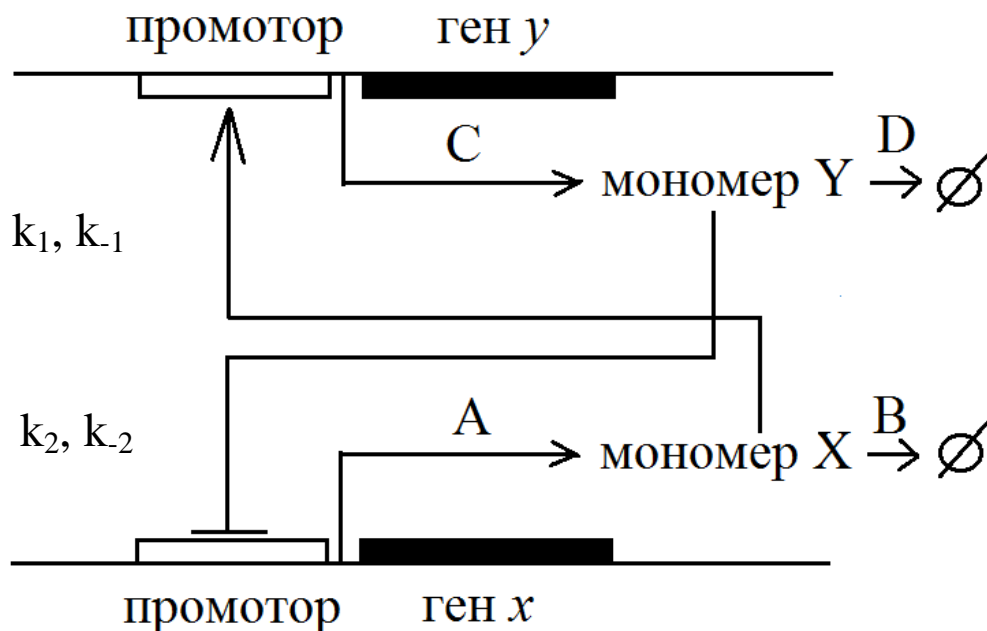 промотор ген y
C
D
мономер Y
k₁, k₋₁
k₂, k₋₂
A
B
мономер X
промотор ген x